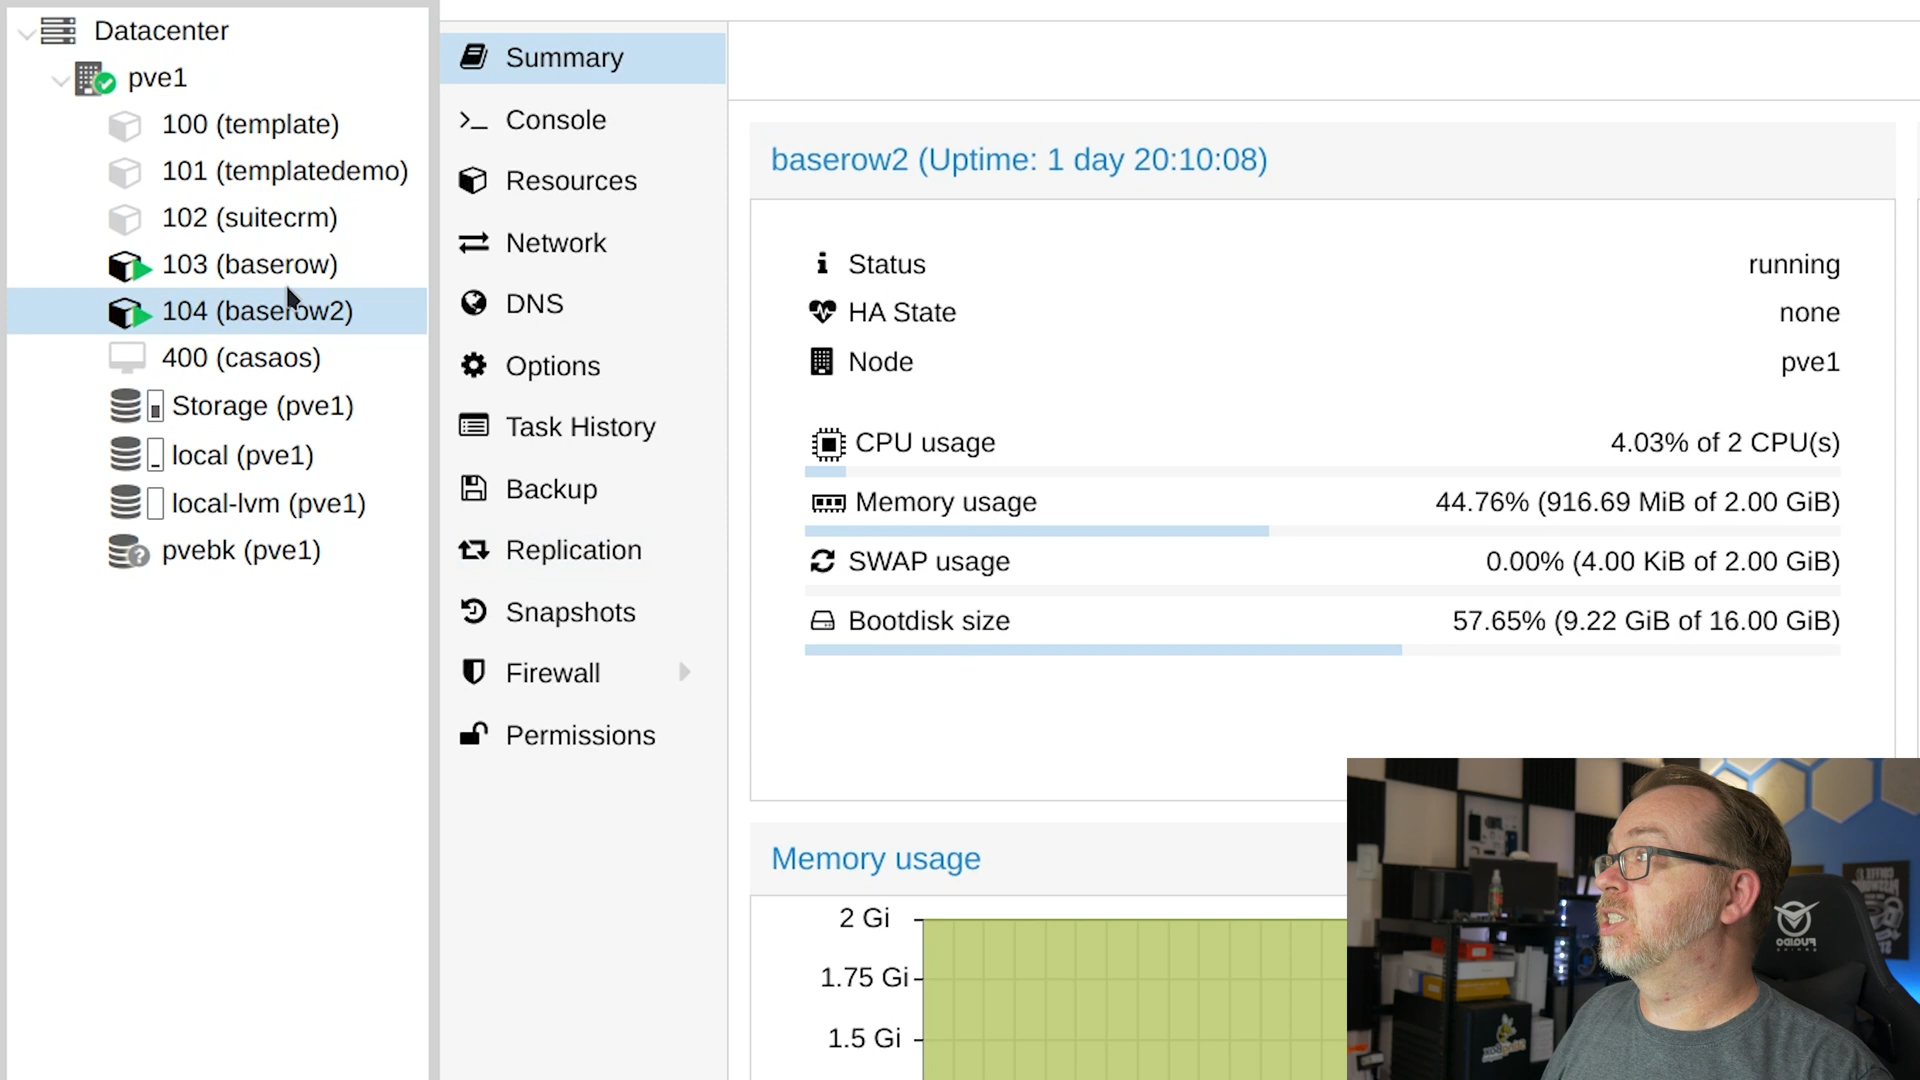 Datacenter
pve1
100 (template)
101 (templatedemo)
102 (suitecrm)
103 (baserow)
104 (baserow2)
400 (casaos)
Storage (pve1)
local (pve1)
local-lvm (pve1)
pvebk (pve1)
Summary
Console
Resources
Network
DNS
Options
Task History
Backup
Replication
Snapshots
Firewall
Permissions
baserow2 (Uptime: 1 day 20:10:08)
Status running
HA State none
Node pve1
CPU usage 4.03% of 2 CPU(s)
Memory usage 44.76% (916.69 MiB of 2.00 GiB)
SWAP usage 0.00% (4.00 KiB of 2.00 GiB)
Bootdisk size 57.65% (9.22 GiB of 16.00 GiB)
Memory usage
2 Gi
1.75 Gi
1.5 Gi